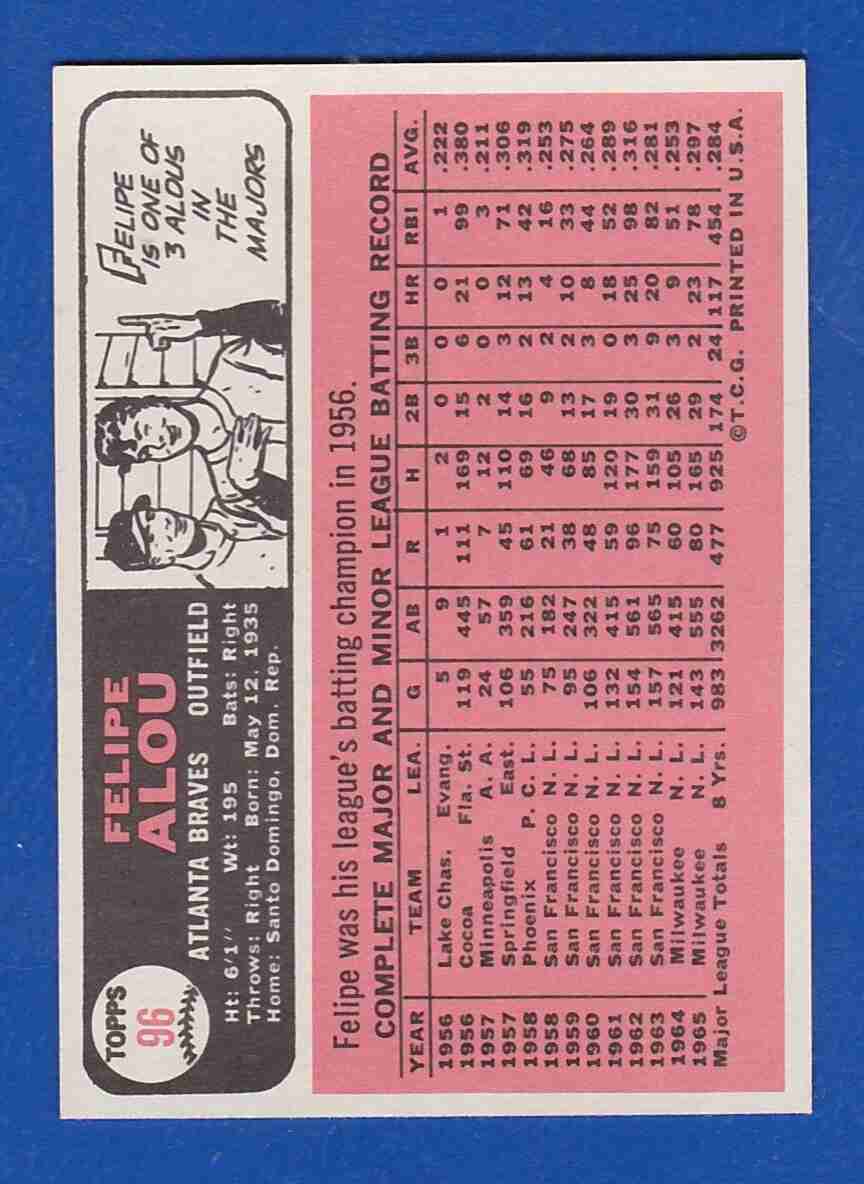 TOPPS
96
FELIPE
ALOU
ATLANTA BRAVES OUTFIELD
Ht: 6/1" Wt: 195 Bats: Right
Throws: Right Born: May 12, 1935
Home: Santo Domingo, Dom. Rep.
FELIPE
IS ONE OF
3 ALOUS
IN
THE
MAJORS
Felipe was his league's batting champion in 1956.
COMPLETE MAJOR AND MINOR LEAGUE BATTING RECORD
YEAR TEAM LEA. G AB R H 2B 3B HR RBI AVG.
1956 Lake Chas. Evang. 5 9 1 2 0 0 0 1 .222
1956 Cocoa Fla. St. 119 445 111 169 15 6 21 99 .380
1957 Minneapolis A. A. 24 57 7 12 2 0 0 3 .211
1957 Springfield East. 106 359 45 110 14 3 12 71 .306
1958 Phoenix P. C. L. 55 216 61 69 16 2 13 42 .319
1958 San Francisco N. L. 75 182 21 46 9 2 4 16 .253
1959 San Francisco N. L. 95 247 38 68 13 2 10 33 .275
1960 San Francisco N. L. 106 322 48 85 17 3 8 44 .264
1961 San Francisco N. L. 132 415 59 120 19 0 18 52 .289
1962 San Francisco N. L. 154 561 96 177 30 3 25 98 .316
1963 San Francisco N. L. 157 565 75 159 31 9 20 82 .281
1964 Milwaukee N. L. 121 415 60 105 26 3 9 51 .253
1965 Milwaukee N. L. 143 555 80 165 29 2 23 78 .297
Major League Totals 8 Yrs. 983 3262 477 925 174 24 117 454 .284
©T.C.G. PRINTED IN U.S.A.